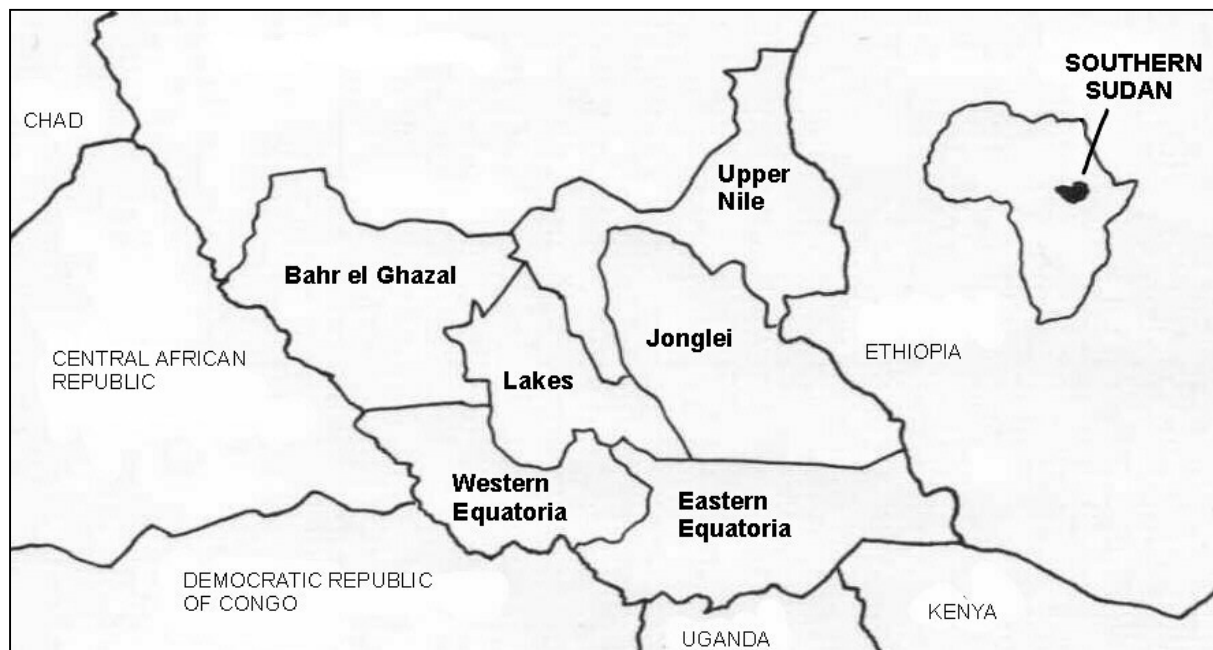 SOUTHERN
SUDAN
CHAD
Upper
Nile
Bahr el Ghazal
Jonglei
ETHIOPIA
CENTRAL AFRICAN
REPUBLIC
Lakes
Western
Equatoria
Eastern
Equatoria
DEMOCRATIC REPUBLIC
OF CONGO
KENYA
UGANDA